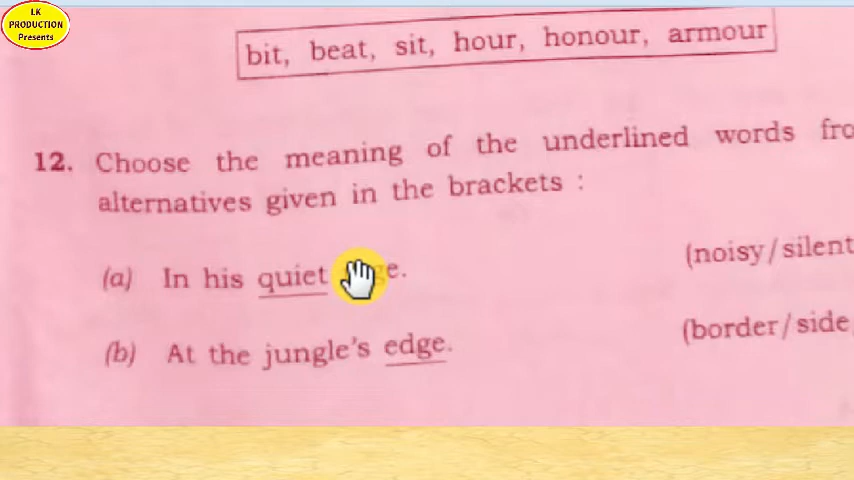 LK
PRODUCTION
Presents
bit, beat, sit, hour, honour, armour
12. Choose the meaning of the underlined words
alternatives given in the brackets :
(a) In his quiet (noisy/silent
(b) At the jungle's edge. (border/side